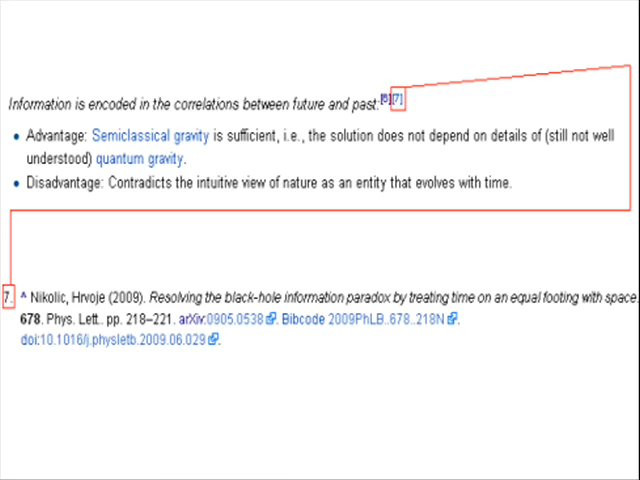 Information is encoded in the correlations between future and past:[6][7]
• Advantage: Semiclassical gravity is sufficient, i.e., the solution does not depend on details of (still not well
understood) quantum gravity.
• Disadvantage: Contradicts the intuitive view of nature as an entity that evolves with time.
7. ^ Nikolic, Hrvoje (2009). Resolving the black-hole information paradox by treating time on an equal footing with space.
678. Phys. Lett.. pp. 218–221. arXiv:0905.0538. Bibcode 2009PhLB..678..218N.
doi:10.1016/j.physletb.2009.06.029.